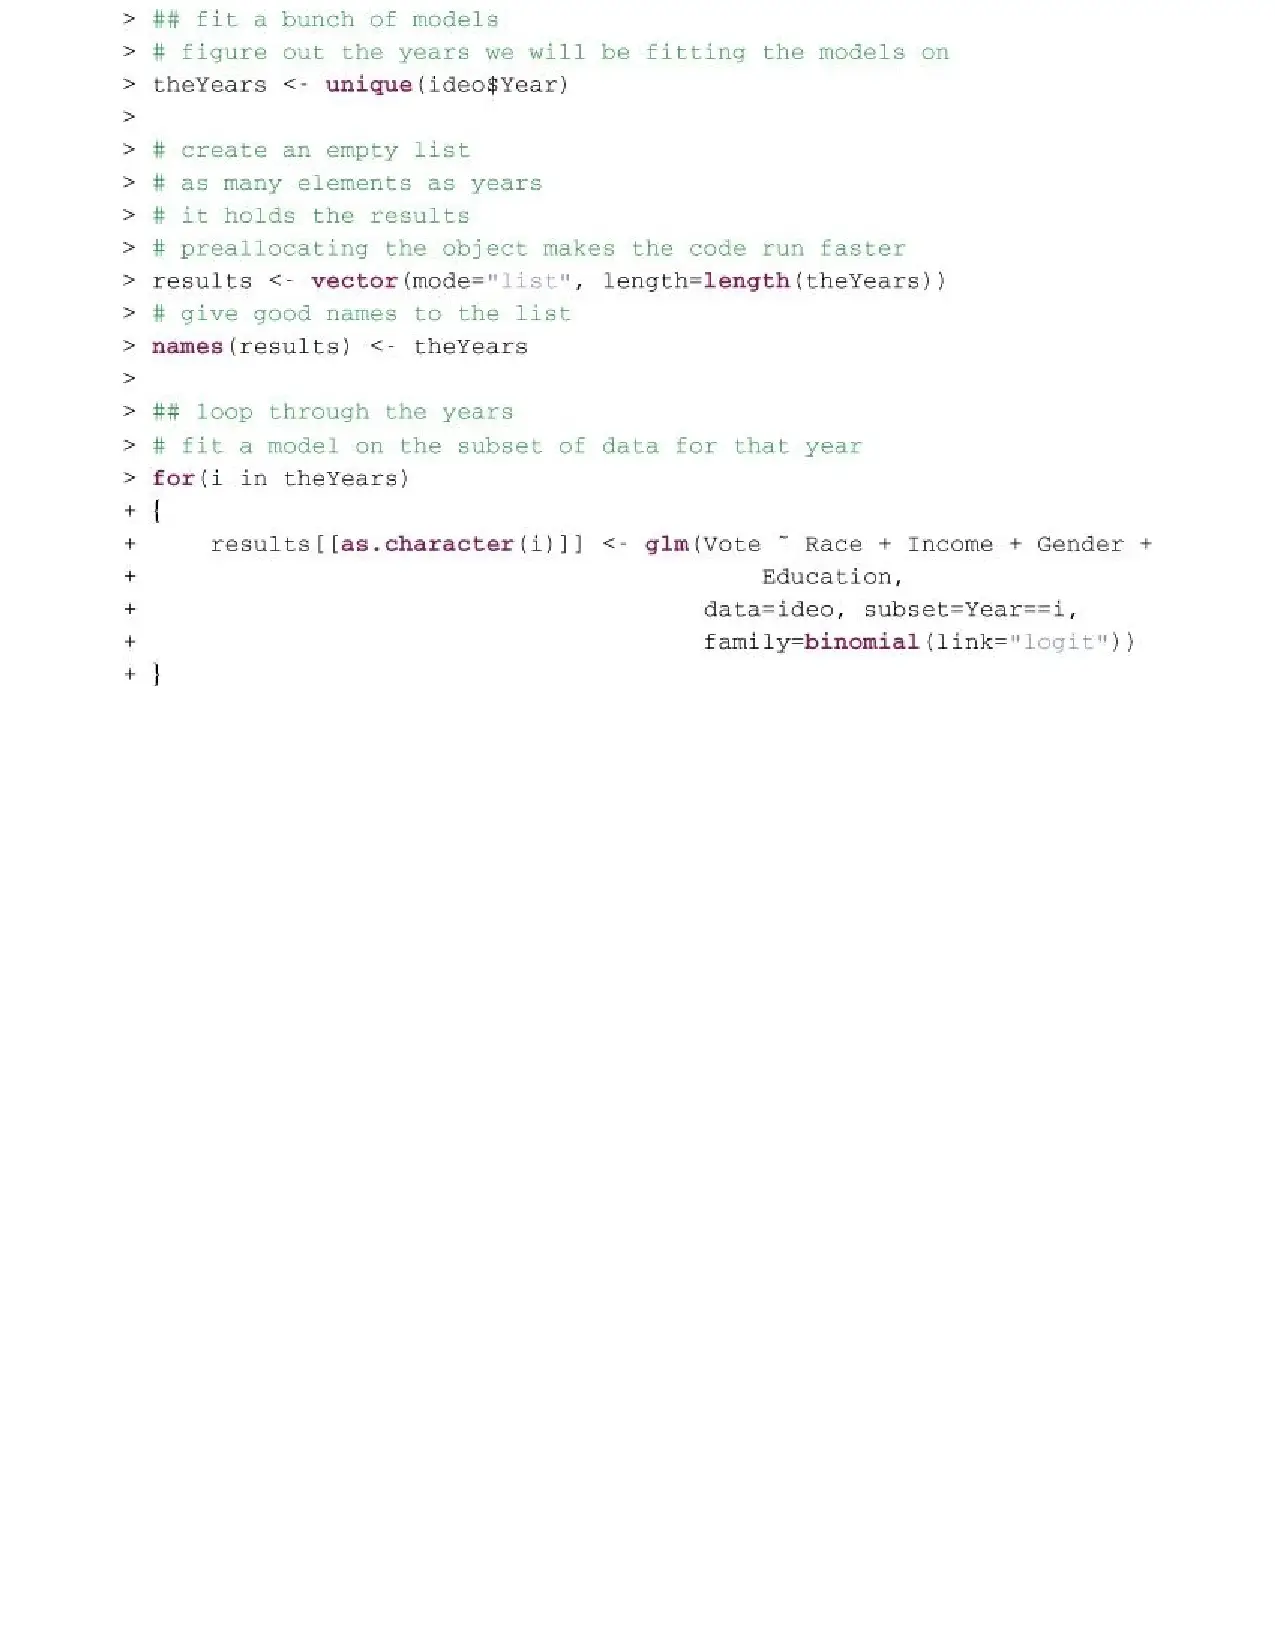 > ## fit a bunch of models
> # figure out the years we will be fitting the models on
> theYears <- unique(ideo$Year)
>
> # create an empty list
> # as many elements as years
> # it holds the results
> # preallocating the object makes the code run faster
> results <- vector(mode="list", length=length(theYears))
> # give good names to the list
> names(results) <- theYears
>
> ## loop through the years
> # fit a model on the subset of data for that year
> for(i in theYears)
+ {
+     results[[as.character(i)]] <- glm(Vote ~ Race + Income + Gender +
+                                           Education,
+                                       data=ideo, subset=Year==i,
+                                       family=binomial(link="logit"))
+ }